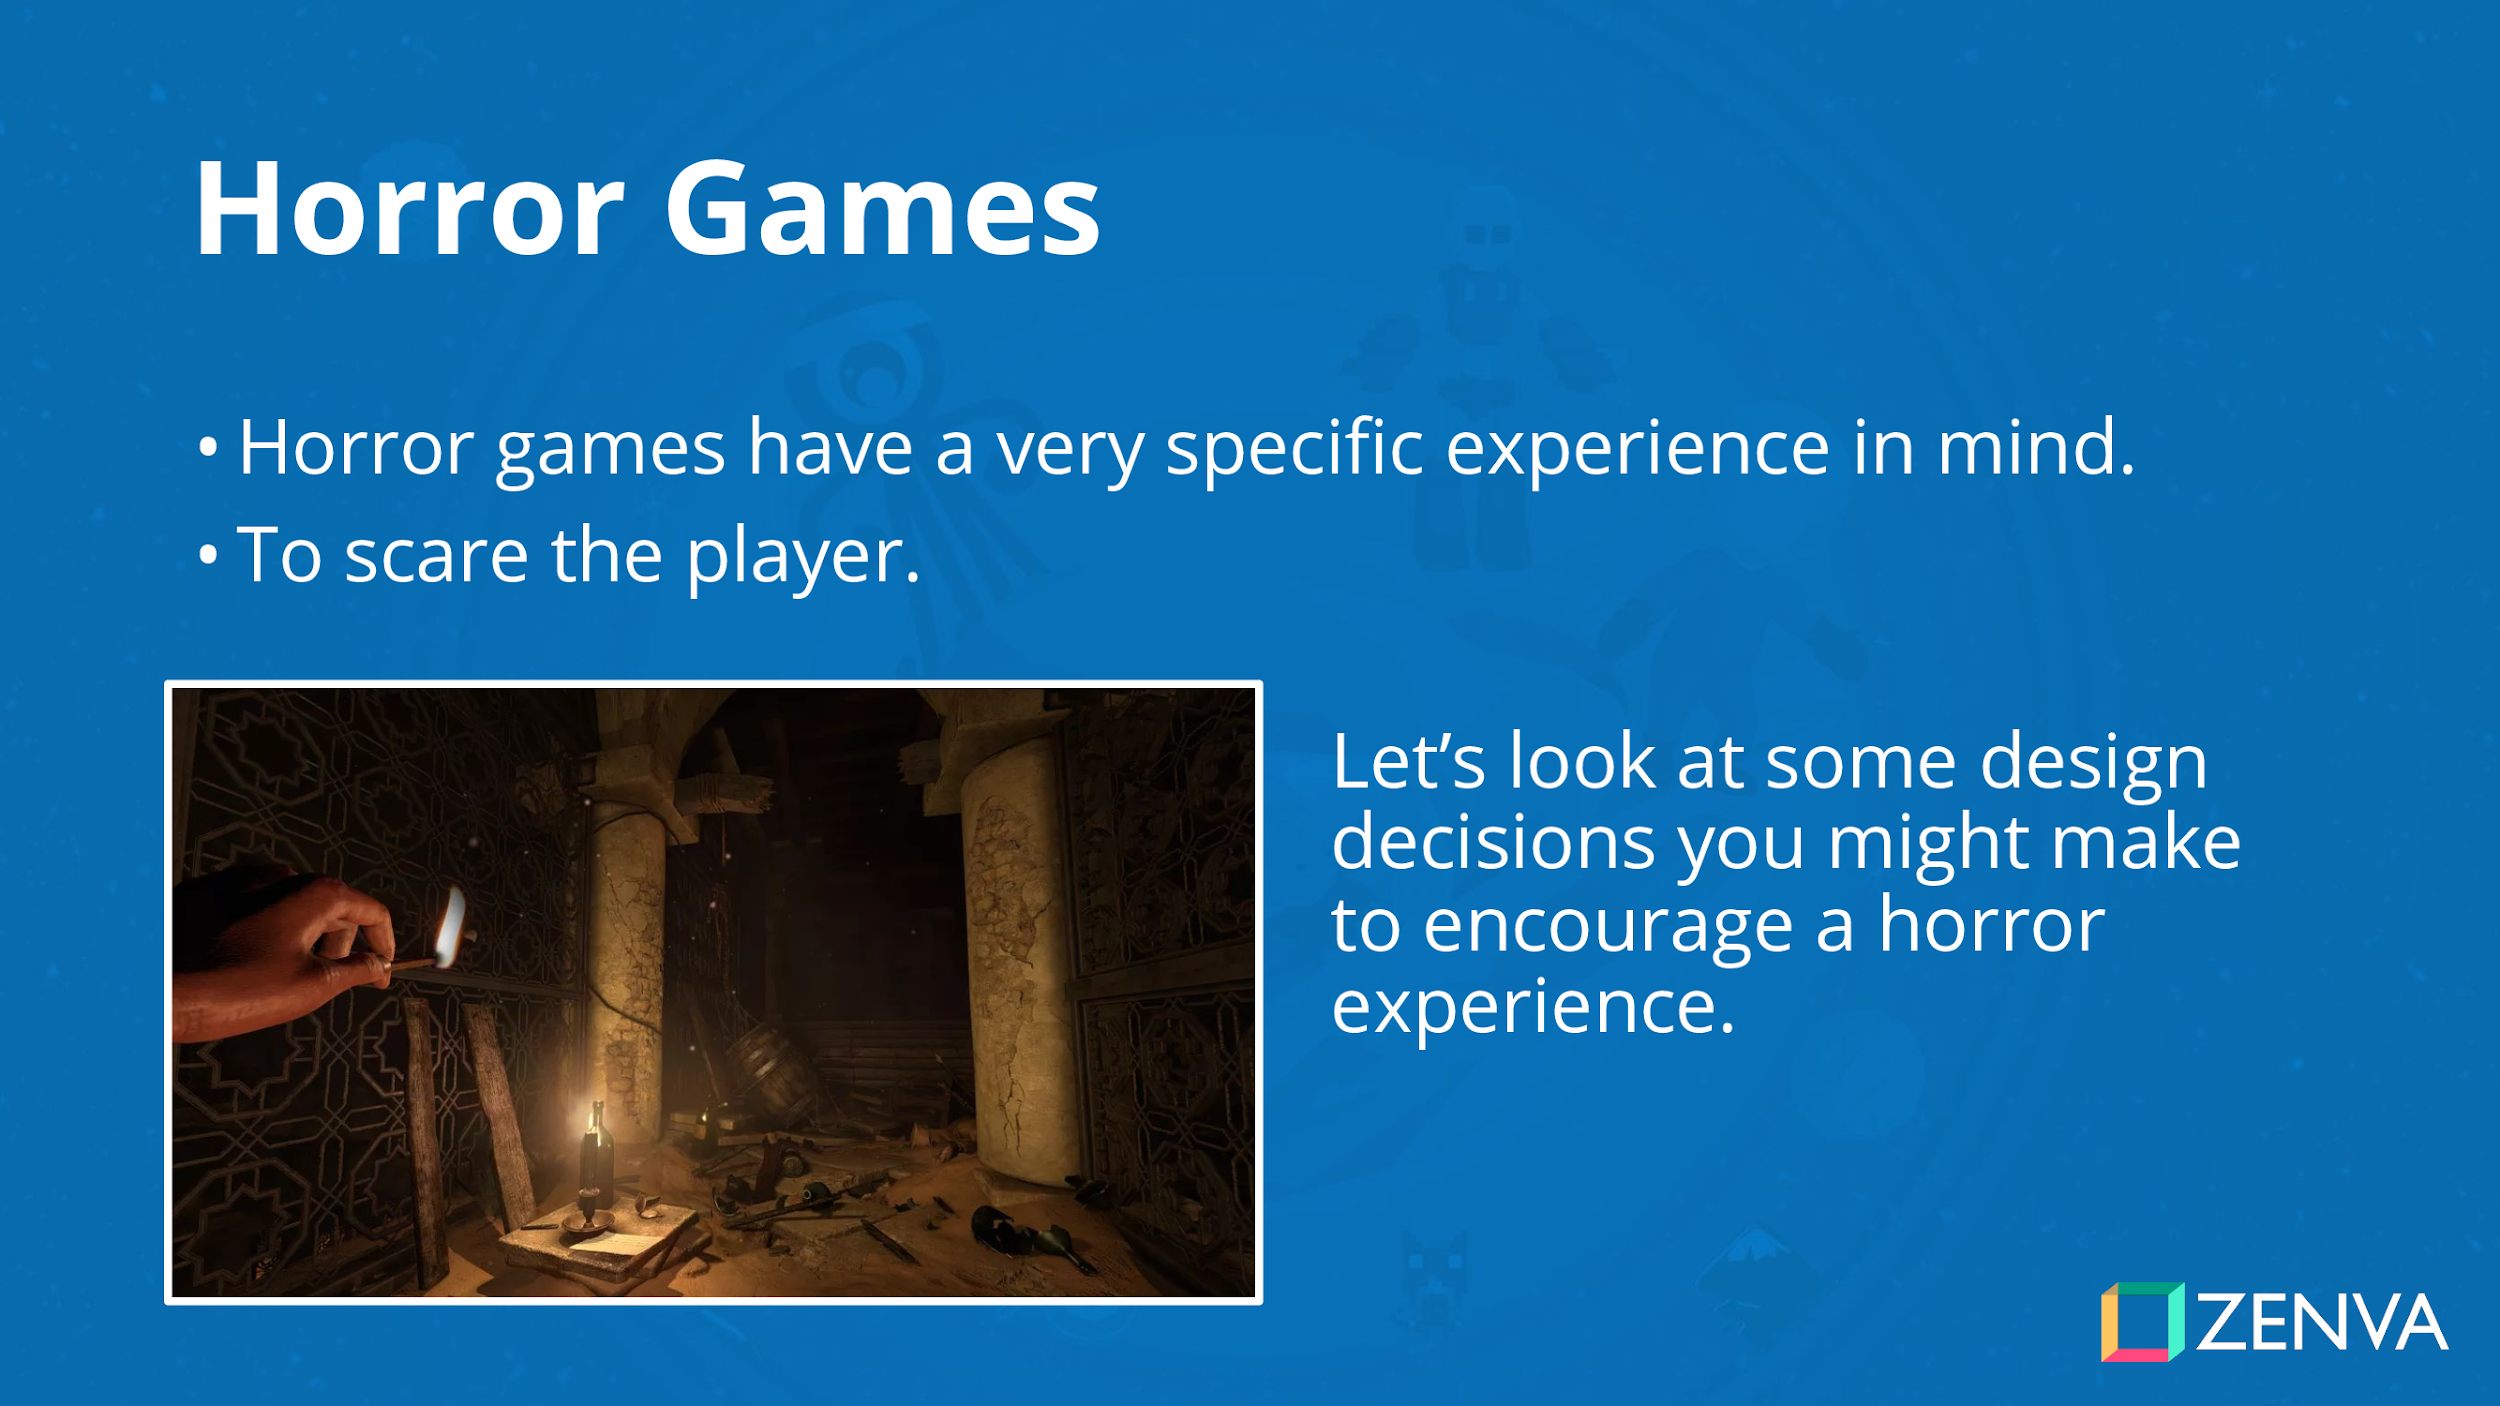 Horror Games
• Horror games have a very specific experience in mind.
• To scare the player.
Let’s look at some design
decisions you might make
to encourage a horror
experience.
ZENVA